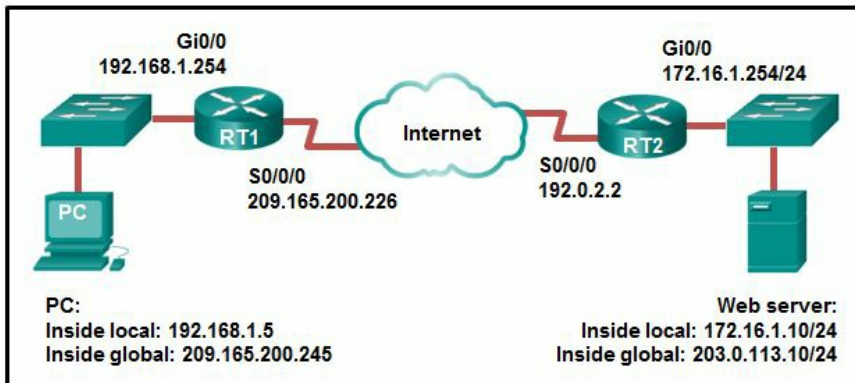 Gi0/0
192.168.1.254
Gi0/0
172.16.1.254/24
RT1
Internet
RT2
S0/0/0
209.165.200.226
S0/0/0
192.0.2.2
PC
PC:
Inside local: 192.168.1.5
Inside global: 209.165.200.245
Web server:
Inside local: 172.16.1.10/24
Inside global: 203.0.113.10/24